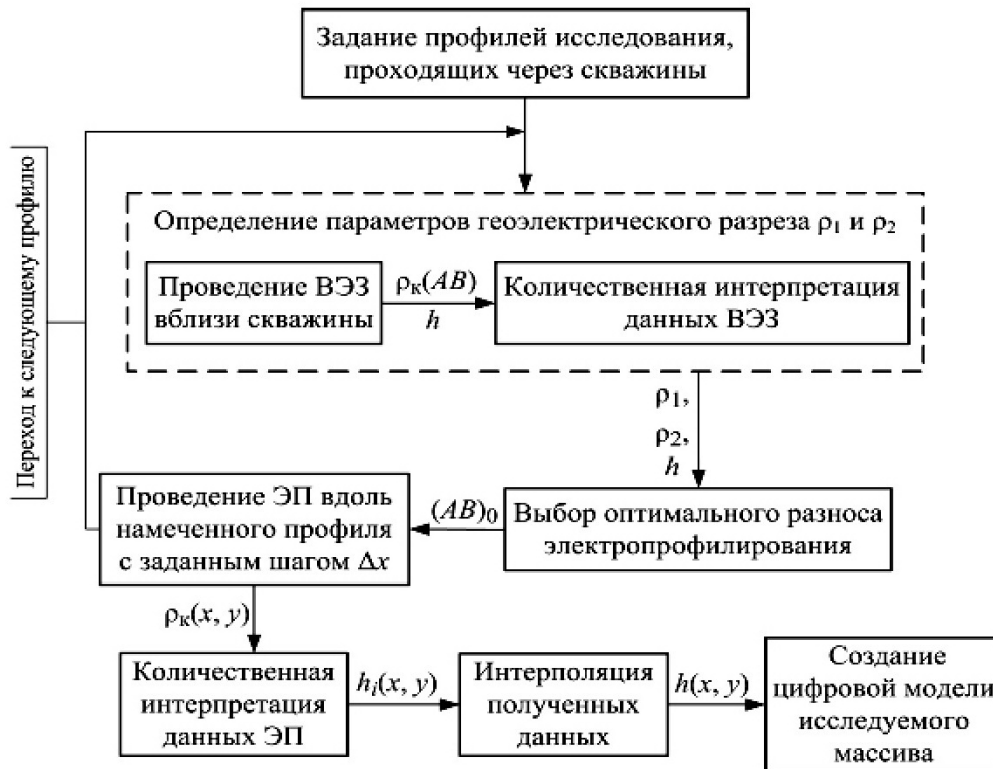 Задание профилей исследования,
проходящих через скважины
Переход к следующему профилю
Определение параметров геоэлектрического разреза ρ₁ и ρ₂
Проведение ВЭЗ
вблизи скважины
ρк(AB)
h
Количественная интерпретация
данных ВЭЗ
ρ₁,
ρ₂,
h
Выбор оптимального разноса
электропрофилирования
(AB)₀
Проведение ЭП вдоль
намеченного профиля
с заданным шагом Δx
ρк(x, y)
Количественная
интерпретация
данных ЭП
hᵢ(x, y)
Интерполяция
полученных
данных
h(x, y)
Создание
цифровой модели
исследуемого
массива